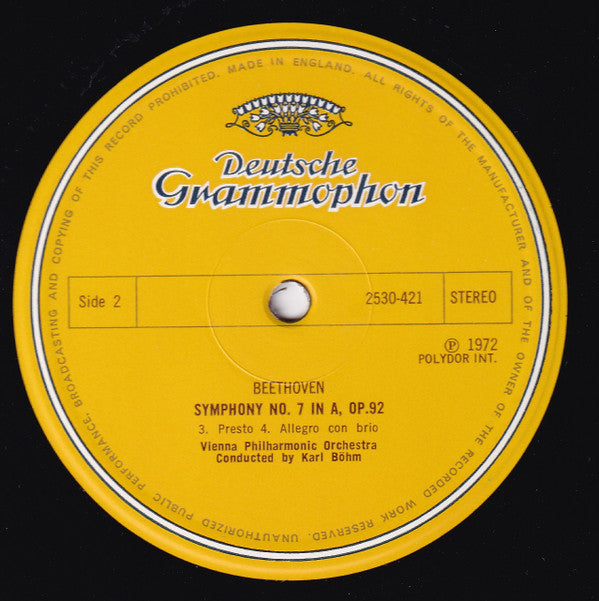 ALL RIGHTS OF THE MANUFACTURER AND OF THE OWNER OF THE RECORDED WORK RESERVED. UNAUTHORIZED PUBLIC PERFORMANCE, BROADCASTING AND COPYING OF THIS RECORD PROHIBITED. MADE IN ENGLAND.
Deutsche
Grammophon
Side 2
2530-421
STEREO
℗ 1972
POLYDOR INT.
BEETHOVEN
SYMPHONY NO. 7 IN A, OP.92
3. Presto 4. Allegro con brio
Vienna Philharmonic Orchestra
Conducted by Karl Böhm